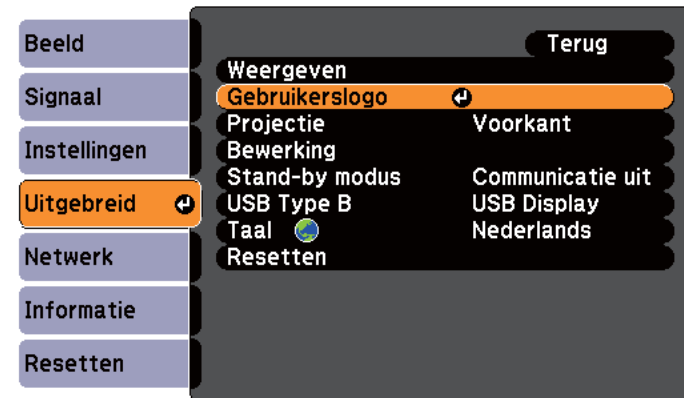 Beeld
Signaal
Instellingen
Uitgebreid
Netwerk
Informatie
Resetten
Terug
Weergeven
Gebruikerslogo
Projectie Voorkant
Bewerking
Stand-by modus Communicatie uit
USB Type B USB Display
Taal Nederlands
Resetten